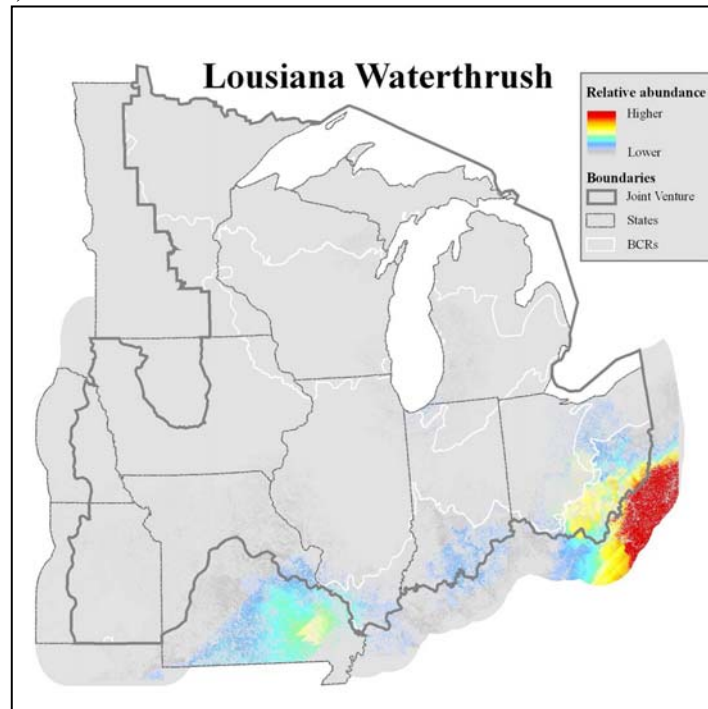 Lousiana Waterthrush
Relative abundance
Higher
Lower
Boundaries
Joint Venture
States
BCRs